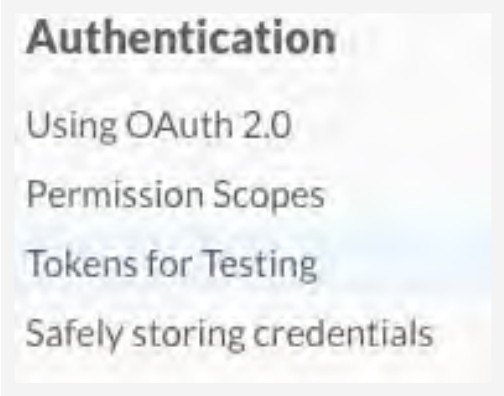 Authentication
Using OAuth 2.0
Permission Scopes
Tokens for Testing
Safely storing credentials